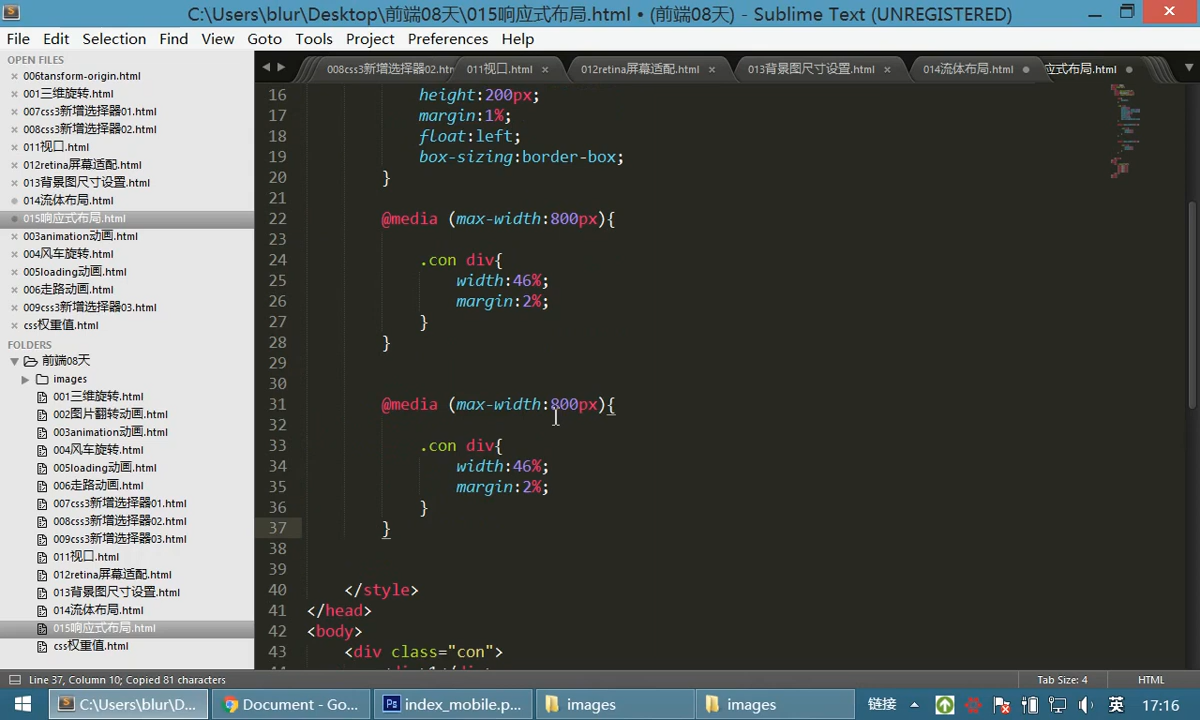 C:\Users\blur\Desktop\前端08天\015响应式布局.html • (前端08天) - Sublime Text (UNREGISTERED)
File Edit Selection Find View Goto Tools Project Preferences Help
OPEN FILES
006tansform-origin.html
001三维旋转.html
007css3新增选择器01.html
008css3新增选择器02.html
011视口.html
012retina屏幕适配.html
013背景图尺寸设置.html
014流体布局.html
015响应式布局.html
003animation动画.html
004风车旋转.html
005loading动画.html
006走路动画.html
009css3新增选择器03.html
css权重值.html
FOLDERS
前端08天
images
001三维旋转.html
002图片翻转动画.html
003animation动画.html
004风车旋转.html
005loading动画.html
006走路动画.html
007css3新增选择器01.html
008css3新增选择器02.html
009css3新增选择器03.html
011视口.html
012retina屏幕适配.html
013背景图尺寸设置.html
014流体布局.html
015响应式布局.html
css权重值.html
008css3新增选择器02.htm 011视口.html 012retina屏幕适配.html 013背景图尺寸设置.html 014流体布局.html 应式布局.html
16 height:200px;
17 margin:1%;
18 float:left;
19 box-sizing:border-box;
20 }
21
22 @media (max-width:800px){
23
24 .con div{
25 width:46%;
26 margin:2%;
27 }
28 }
29
30
31 @media (max-width:800px){
32
33 .con div{
34 width:46%;
35 margin:2%;
36 }
37 }
38
39
40 </style>
41 </head>
42 <body>
43 <div class="con">
Line 37, Column 10; Copied 81 characters Tab Size: 4 HTML
C:\Users\blur\D... Document - Go... index_mobile.p... images images 链接 英 17:16